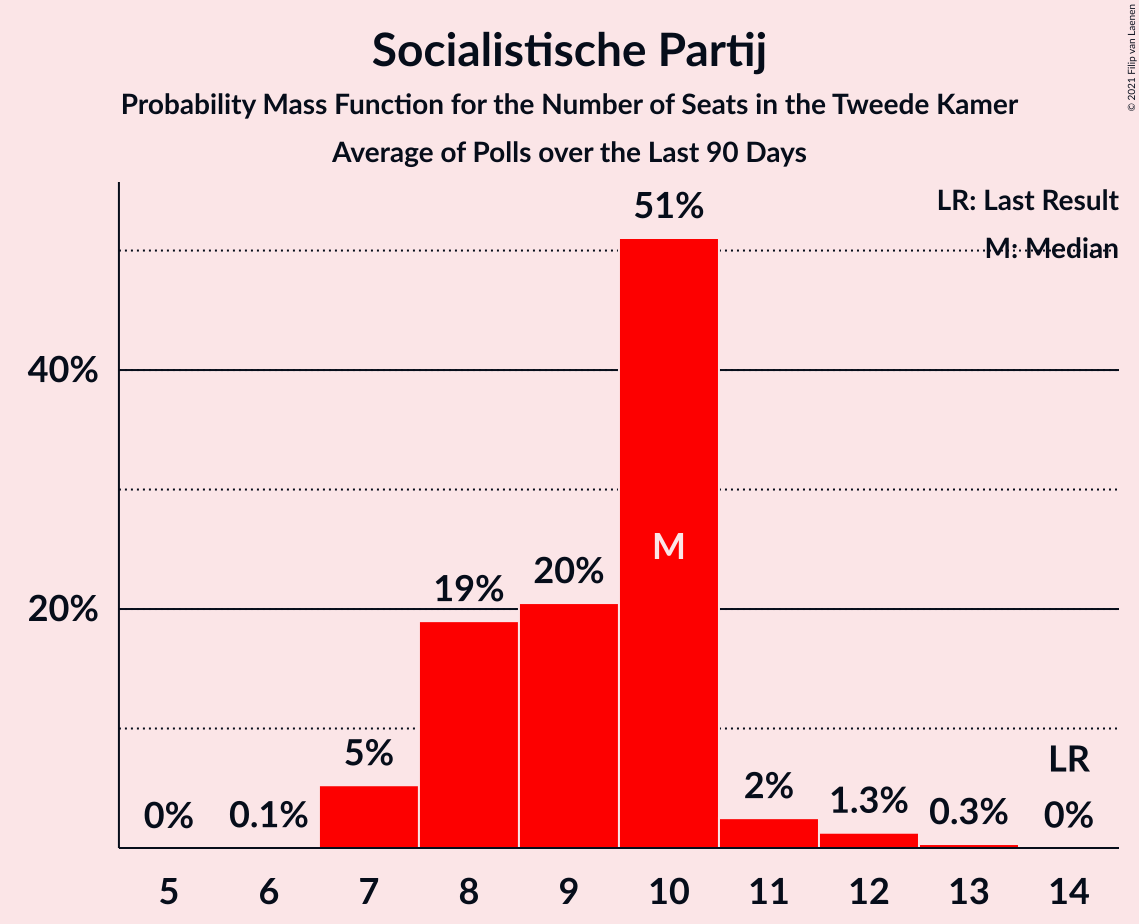 Socialistische Partij
Probability Mass Function for the Number of Seats in the Tweede Kamer
Average of Polls over the Last 90 Days
© 2021 Filip van Laenen
LR: Last Result
M: Median
40%
20%
0%
0.1%
5%
19%
20%
51%
M
2%
1.3%
0.3%
LR
0%
5 6 7 8 9 10 11 12 13 14